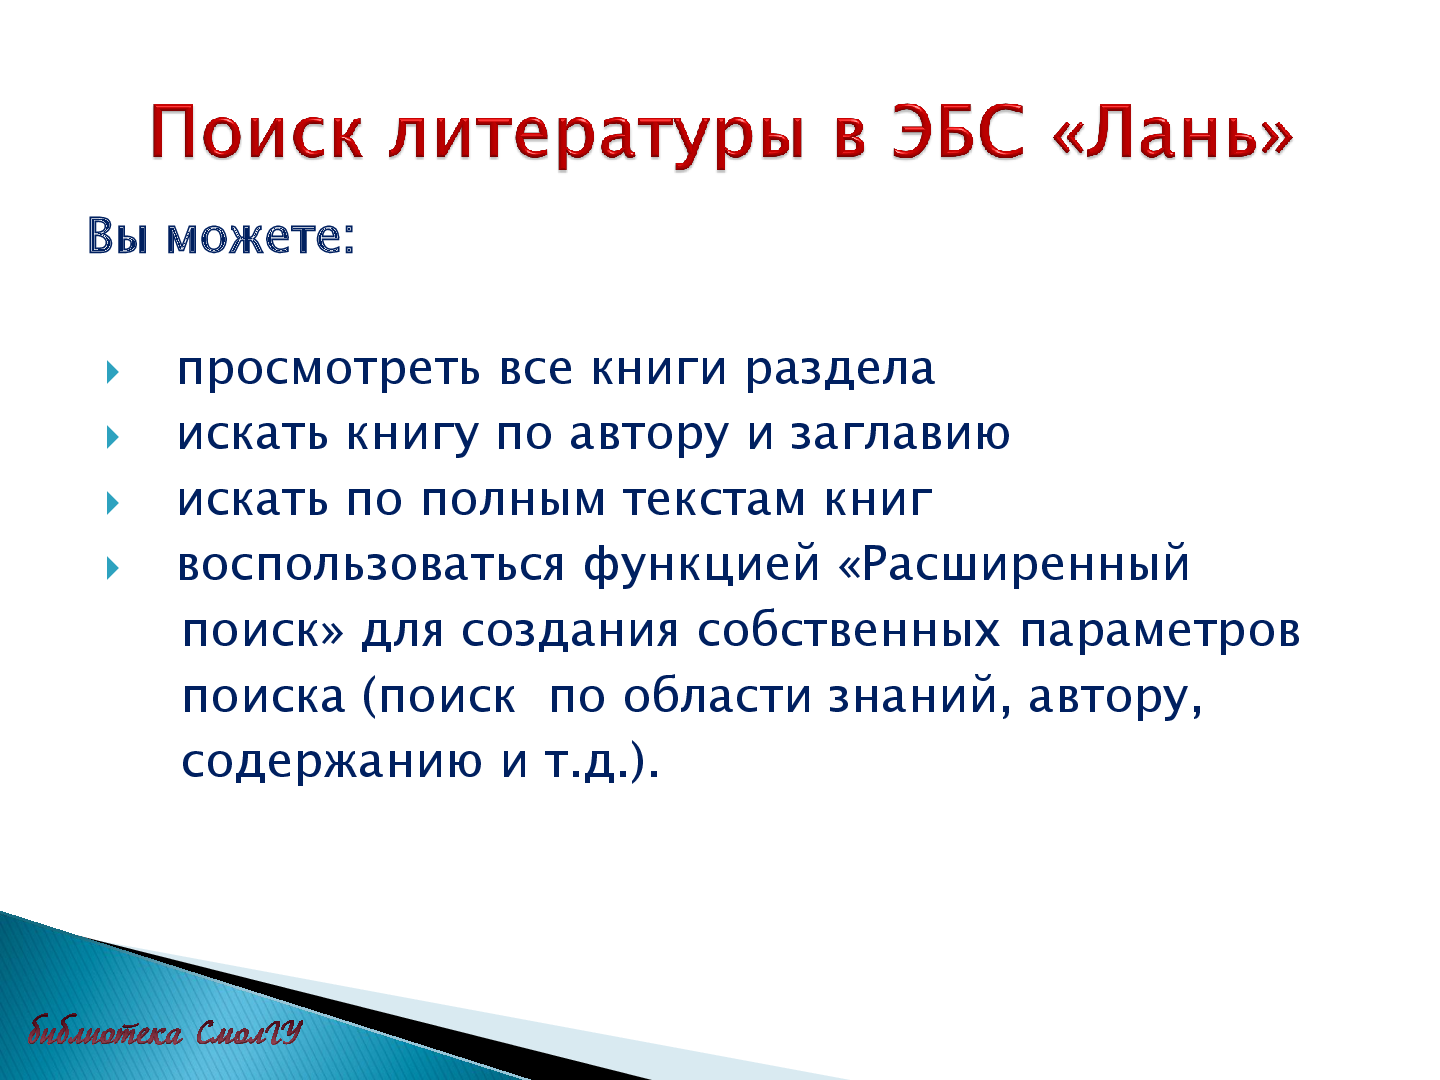 Поиск литературы в ЭБС «Лань»
Вы можете:
просмотреть все книги раздела
искать книгу по автору и заглавию
искать по полным текстам книг
воспользоваться функцией «Расширенный
поиск» для создания собственных параметров
поиска (поиск  по области знаний, автору,
содержанию и т.д.).
библиотека СмолГУ